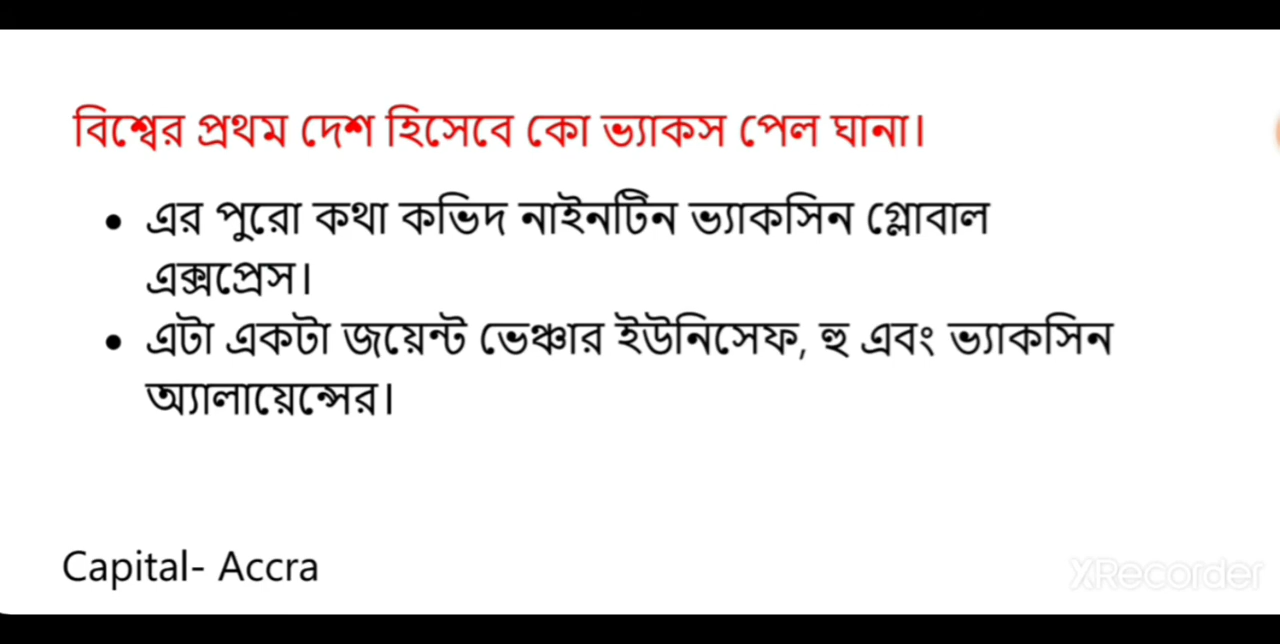 বিশ্বের প্রথম দেশ হিসেবে কো ভ্যাকস পেল ঘানা।
• এর পুরো কথা কভিদ নাইনটিন ভ্যাকসিন গ্লোবাল
এক্সপ্রেস।
• এটা একটা জয়েন্ট ভেঞ্চার ইউনিসেফ, হু এবং ভ্যাকসিন
অ্যালায়েন্সের।
Capital- Accra
XRecorder